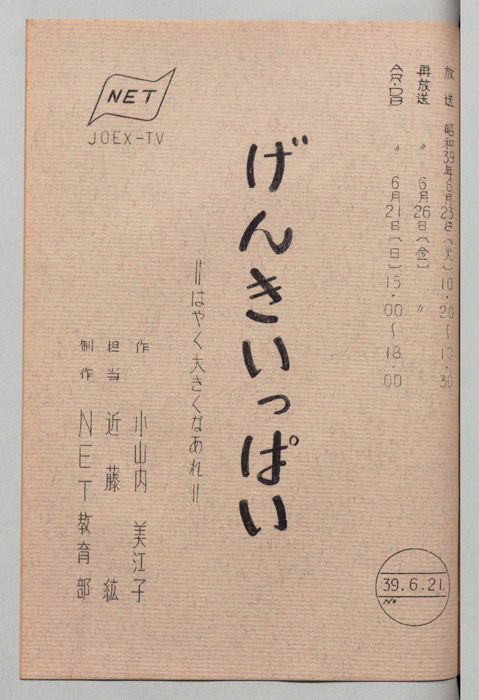 放送 昭和39年6月23日〔火〕10.20〜10.30
再放送 〃 6月26日〔金〕 〃
AR・DB 〃 6月21日〔日〕15.00〜18.00
げんきいっぱい
=はやく大きくなあれ=
作 小山内 美江子
担当 近藤 紘
制作 NET教育部
NET
JOEX-TV
39.6.21
No